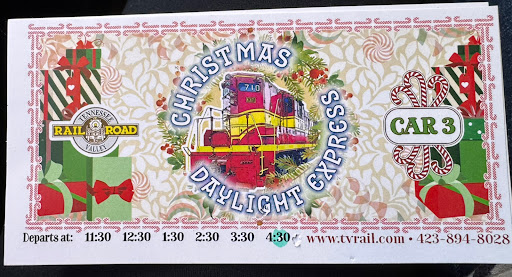 CHRISTMAS
DAYLIGHT EXPRESS
710
TENNESSEE
RAIL ROAD
VALLEY
CAR 3
Departs at: 11:30 12:30 1:30 2:30 3:30 4:30 www.tvrail.com • 423-894-8028